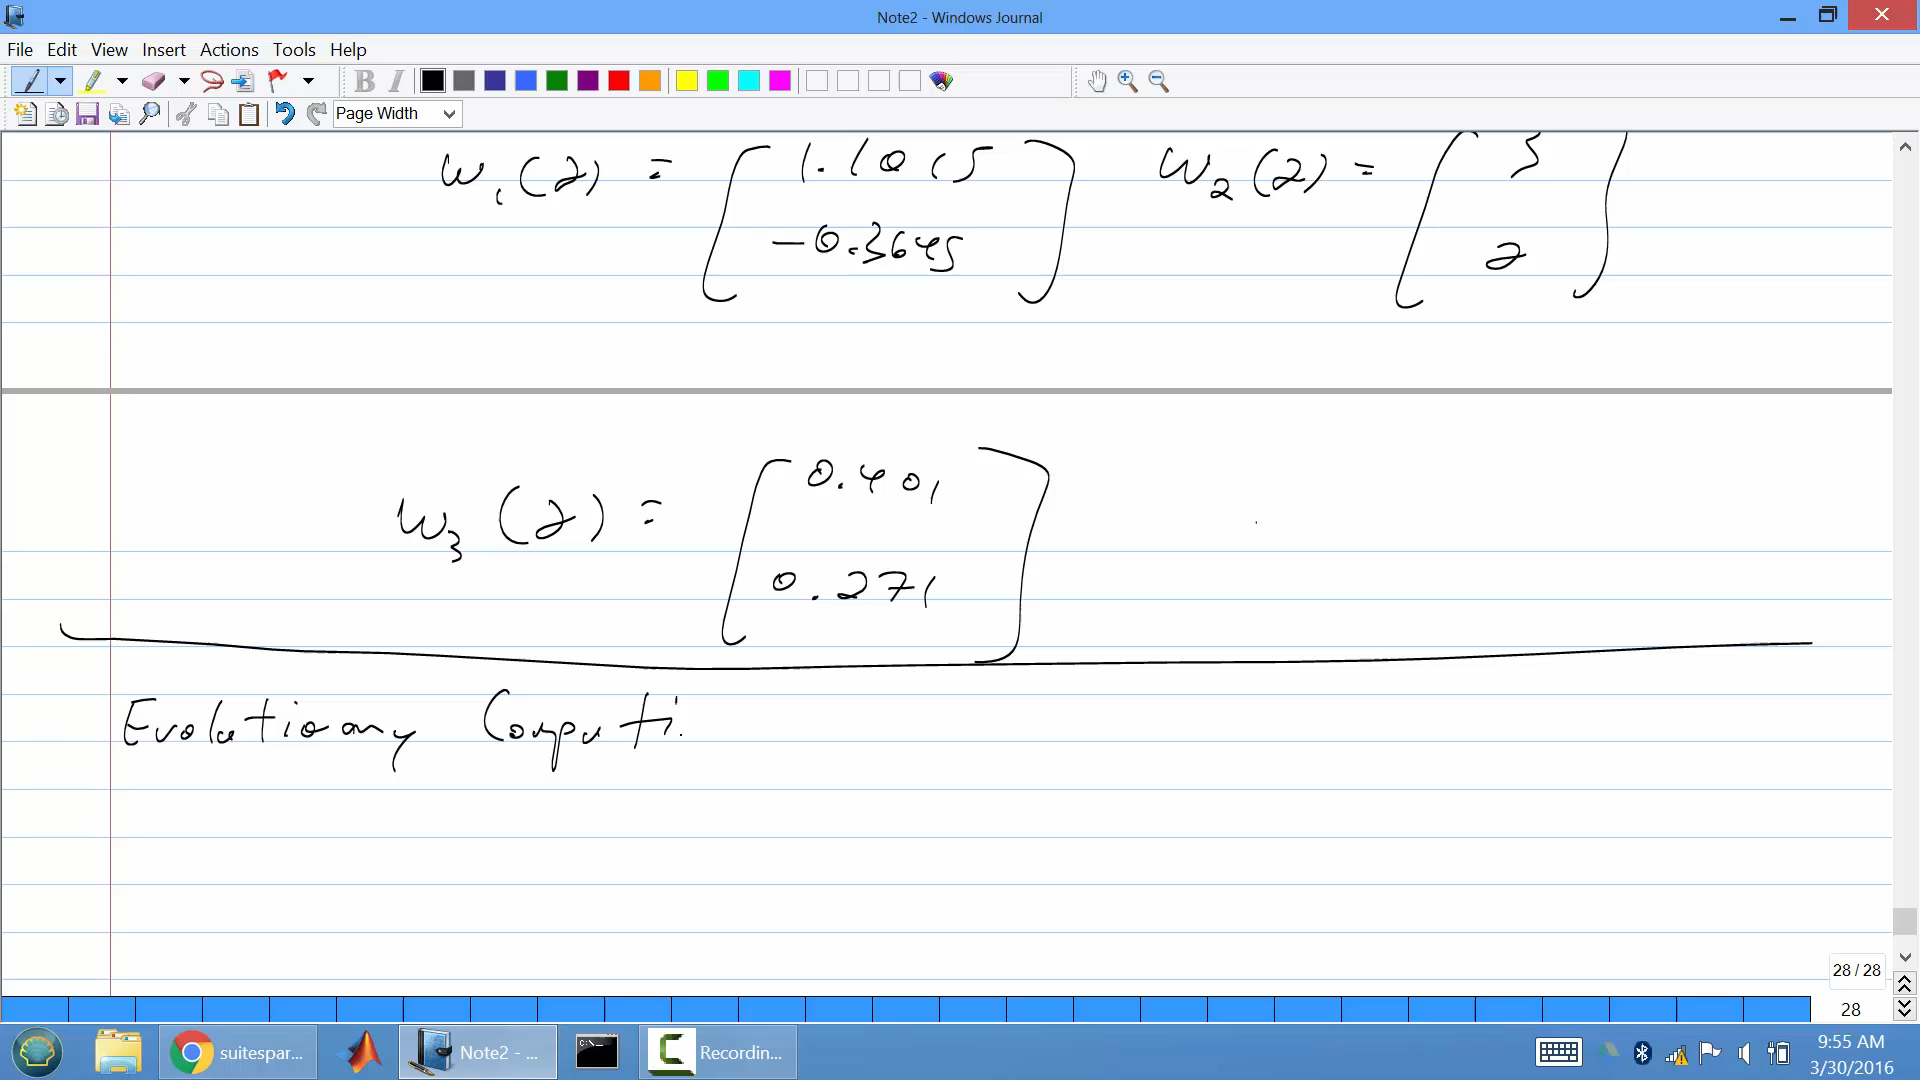 Note2 - Windows Journal
File Edit View Insert Actions Tools Help
B I
Page Width
w₁(2) = [ 1.1015
-0.3645 ]
w₂(2) = [ 3
2 ]
w₃(2) = [ 0.401
0.271 ]
Evolutionary Computi
28 / 28
28
suitespar...
C:\_
Note2 - ...
C Recordin...
9:55 AM
3/30/2016